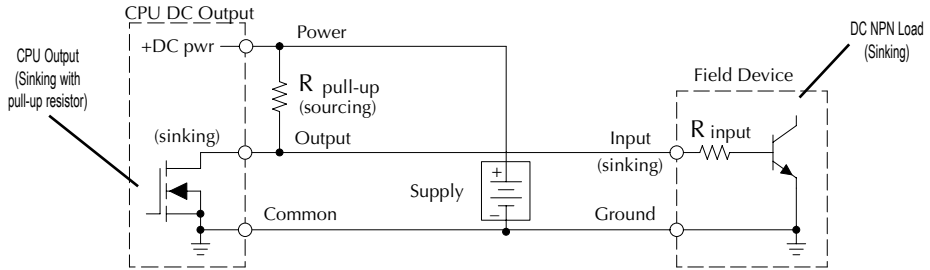 CPU DC Output
+DC pwr
Power
CPU Output
(Sinking with
pull-up resistor)
R pull-up
(sourcing)
DC NPN Load
(Sinking)
Field Device
(sinking)
Output
Input
(sinking)
R input
Supply
+
–
Common
Ground